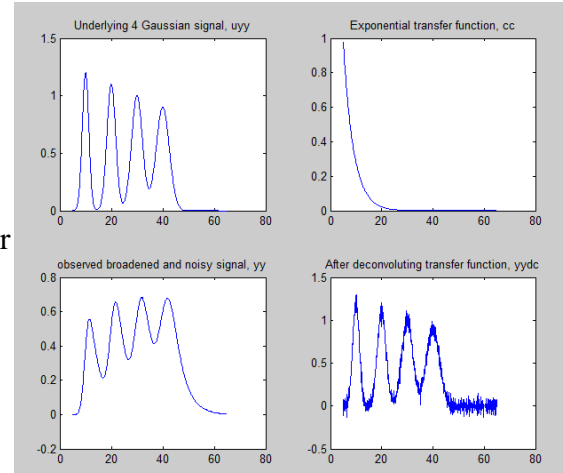 Underlying 4 Gaussian signal, uyy
1.5
1
0.5
0
0 20 40 60 80
Exponential transfer function, cc
1
0.8
0.6
0.4
0.2
0
0 20 40 60 80
r
observed broadened and noisy signal, yy
0.8
0.6
0.4
0.2
0
-0.2
0 20 40 60 80
After deconvoluting transfer function, yydc
1.5
1
0.5
0
-0.5
0 20 40 60 80